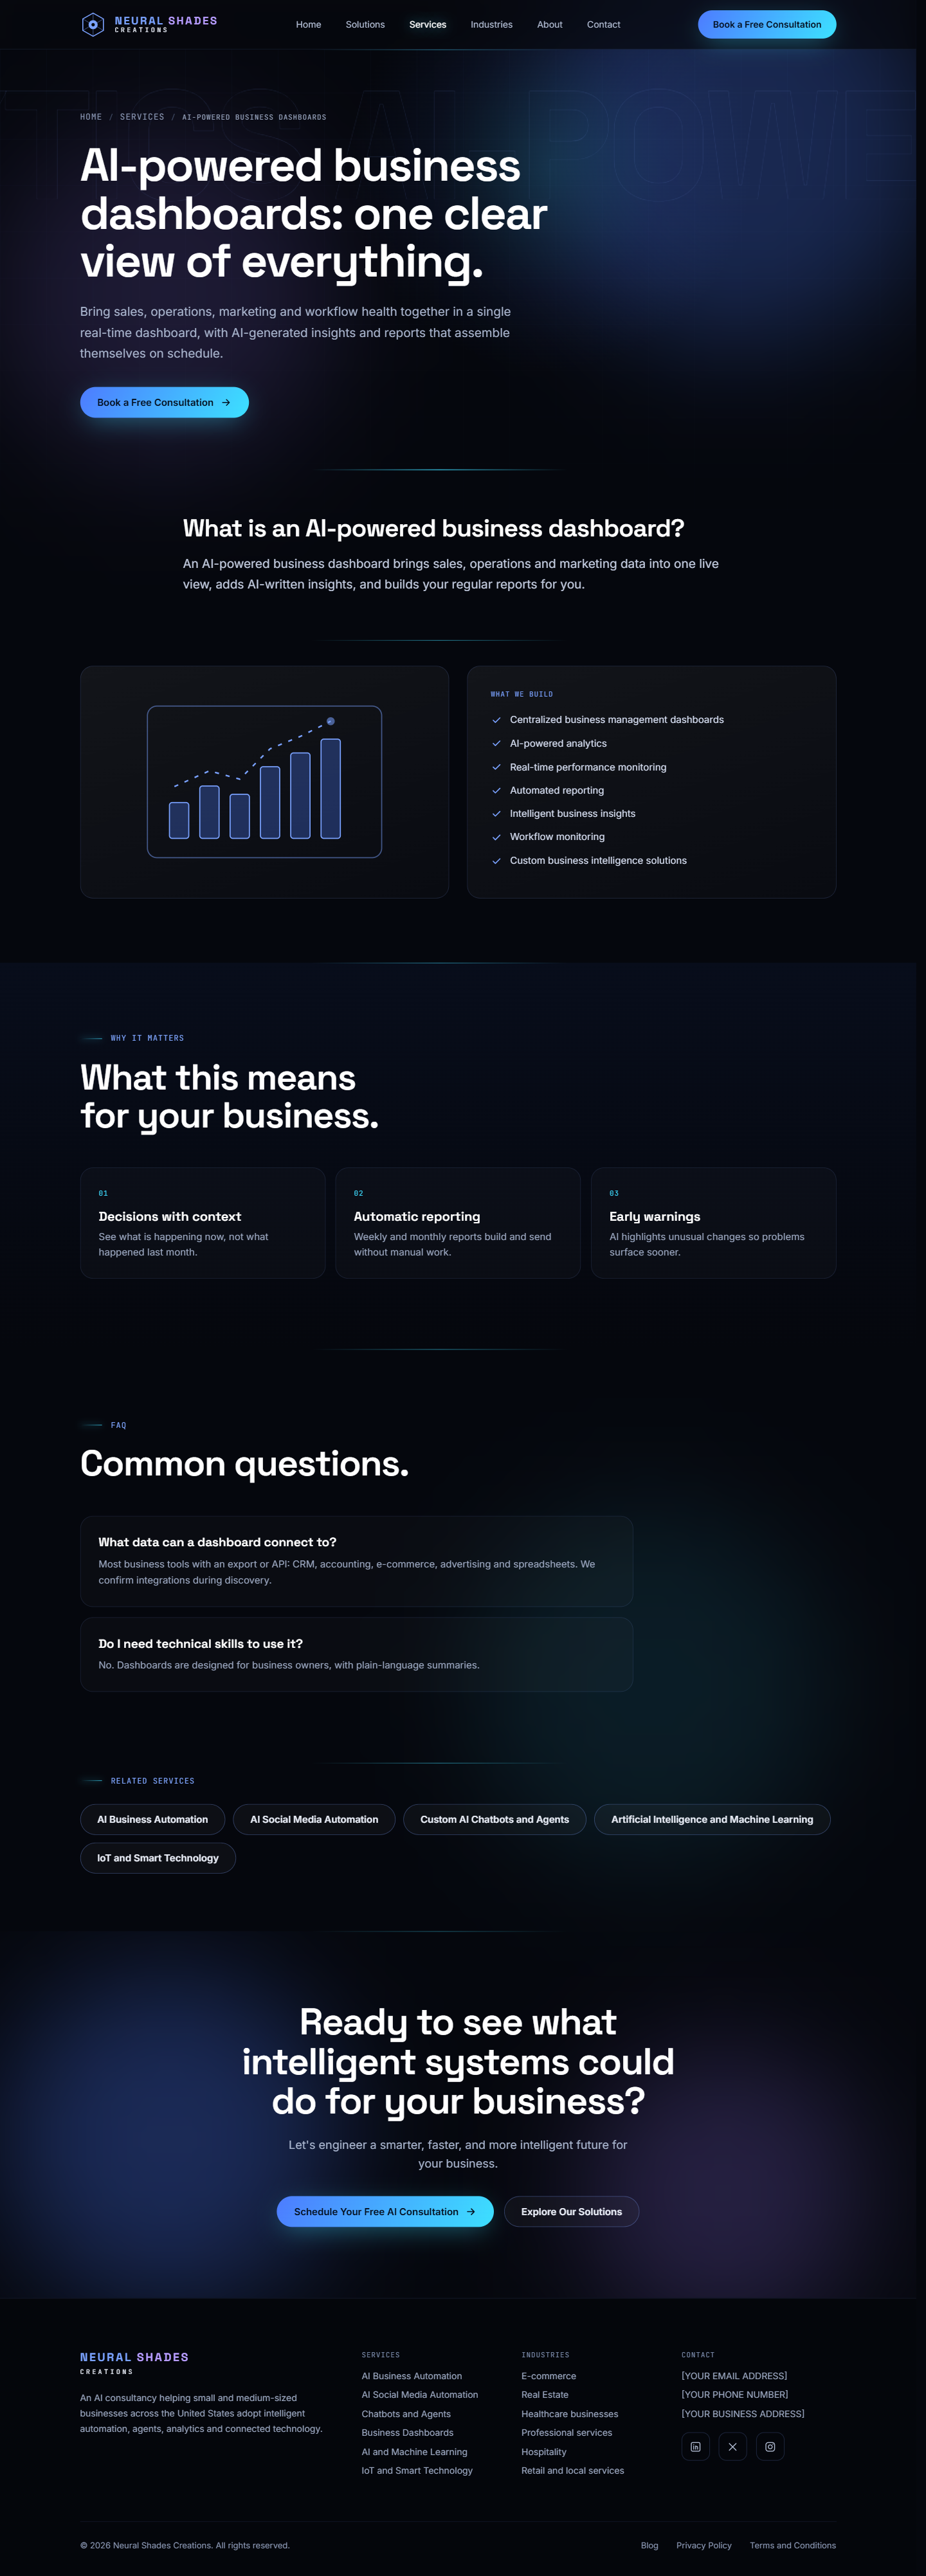 NEURAL SHADES
CREATIONS
Home
Solutions
Services
Industries
About
Contact
Book a Free Consultation
TICS AI POWE
HOME / SERVICES / AI-POWERED BUSINESS DASHBOARDS
AI-powered business
dashboards: one clear
view of everything.
Bring sales, operations, marketing and workflow health together in a single
real-time dashboard, with AI-generated insights and reports that assemble
themselves on schedule.
Book a Free Consultation →
What is an AI-powered business dashboard?
An AI-powered business dashboard brings sales, operations and marketing data into one live
view, adds AI-written insights, and builds your regular reports for you.
WHAT WE BUILD
Centralized business management dashboards
AI-powered analytics
Real-time performance monitoring
Automated reporting
Intelligent business insights
Workflow monitoring
Custom business intelligence solutions
WHY IT MATTERS
What this means
for your business.
01
Decisions with context
See what is happening now, not what
happened last month.
02
Automatic reporting
Weekly and monthly reports build and send
without manual work.
03
Early warnings
AI highlights unusual changes so problems
surface sooner.
FAQ
Common questions.
What data can a dashboard connect to?
Most business tools with an export or API: CRM, accounting, e-commerce, advertising and spreadsheets. We
confirm integrations during discovery.
Do I need technical skills to use it?
No. Dashboards are designed for business owners, with plain-language summaries.
RELATED SERVICES
AI Business Automation
AI Social Media Automation
Custom AI Chatbots and Agents
Artificial Intelligence and Machine Learning
IoT and Smart Technology
Ready to see what
intelligent systems could
do for your business?
Let's engineer a smarter, faster, and more intelligent future for
your business.
Schedule Your Free AI Consultation →
Explore Our Solutions
NEURAL SHADES
CREATIONS
An AI consultancy helping small and medium-sized
businesses across the United States adopt intelligent
automation, agents, analytics and connected technology.
SERVICES
AI Business Automation
AI Social Media Automation
Chatbots and Agents
Business Dashboards
AI and Machine Learning
IoT and Smart Technology
INDUSTRIES
E-commerce
Real Estate
Healthcare businesses
Professional services
Hospitality
Retail and local services
CONTACT
[YOUR EMAIL ADDRESS]
[YOUR PHONE NUMBER]
[YOUR BUSINESS ADDRESS]
© 2026 Neural Shades Creations. All rights reserved.
Blog
Privacy Policy
Terms and Conditions